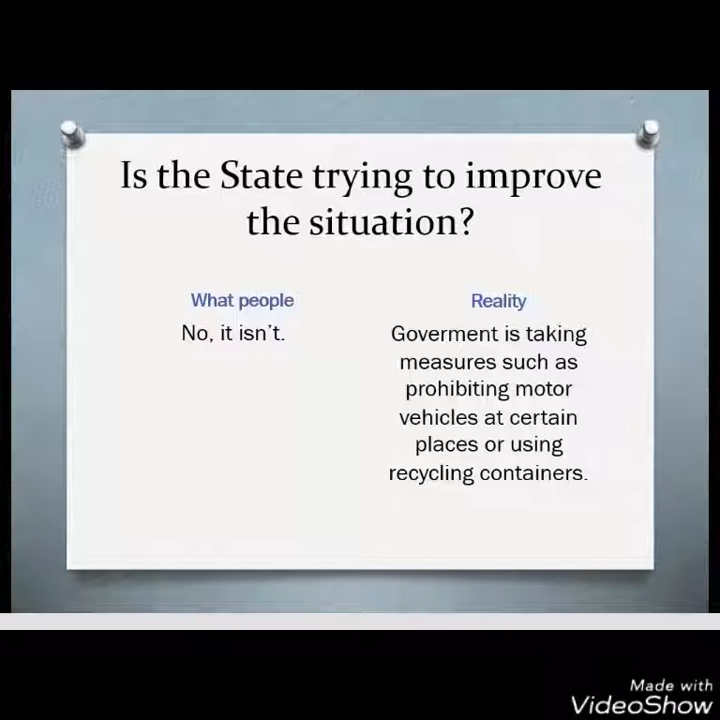 Is the State trying to improve
the situation?
What people
No, it isn't.
Reality
Goverment is taking
measures such as
prohibiting motor
vehicles at certain
places or using
recycling containers.
Made with
VideoShow